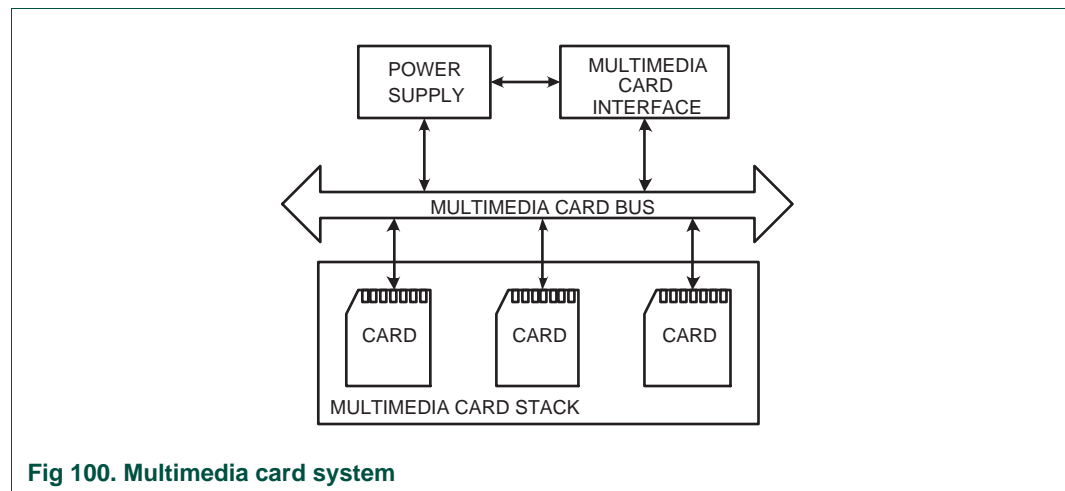 POWER
SUPPLY
MULTIMEDIA
CARD
INTERFACE
MULTIMEDIA CARD BUS
CARD
CARD
CARD
MULTIMEDIA CARD STACK
Fig 100. Multimedia card system